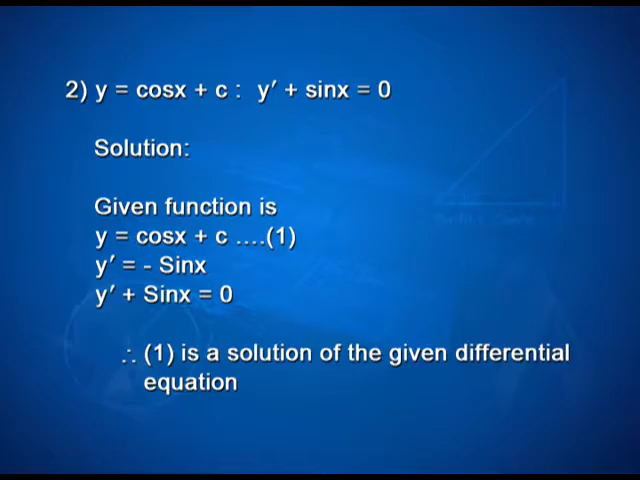 2) y = cosx + c : y′ + sinx = 0
Solution:
Given function is
y = cosx + c ....(1)
y′ = - Sinx
y′ + Sinx = 0
∴ (1) is a solution of the given differential
equation